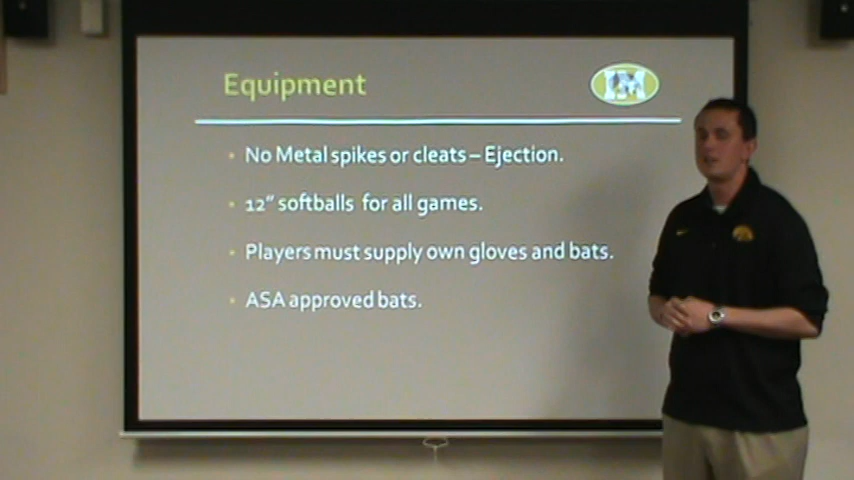 Equipment
• No Metal spikes or cleats – Ejection.
• 12” softballs for all games.
• Players must supply own gloves and bats.
• ASA approved bats.